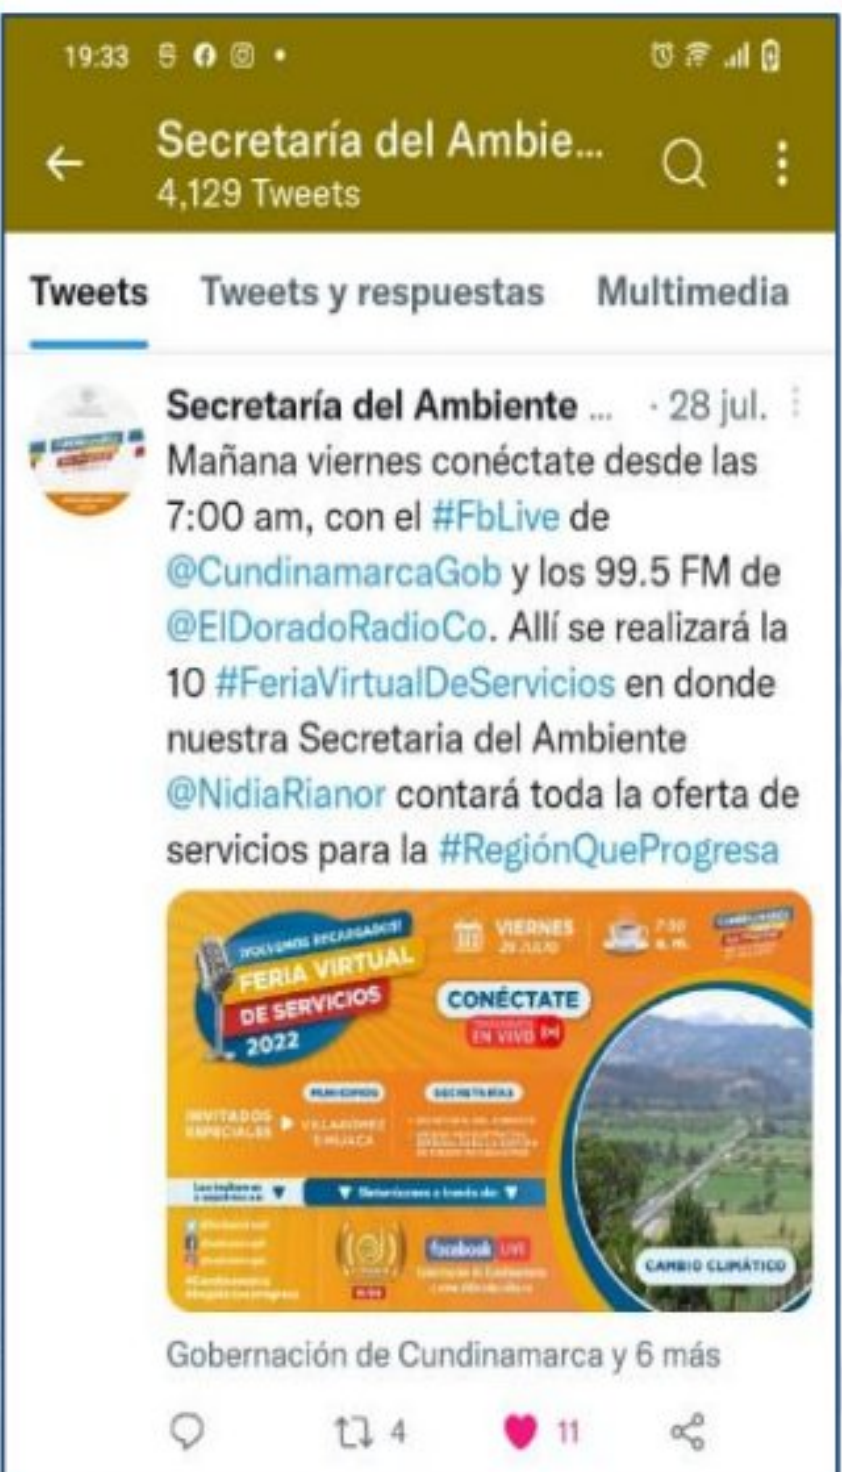 19:33
Secretaría del Ambie...
4,129 Tweets
Tweets Tweets y respuestas Multimedia
Secretaría del Ambiente ... · 28 jul.
Mañana viernes conéctate desde las
7:00 am, con el #FbLive de
@CundinamarcaGob y los 99.5 FM de
@ElDoradoRadioCo. Allí se realizará la
10 #FeriaVirtualDeServicios en donde
nuestra Secretaria del Ambiente
@NidiaRianor contará toda la oferta de
servicios para la #RegiónQueProgresa
¡VOLVEMOS RECARGADOS!
FERIA VIRTUAL
DE SERVICIOS
2022
VIERNES
29 JULIO
7:00
a. m.
CONÉCTATE
EN VIVO
MUNICIPIOS
SECRETARÍAS
INVITADOS
ESPECIALES
VILLAGÓMEZ
SIMIJACA
facebook LIVE
CAMBIO CLIMÁTICO
Gobernación de Cundinamarca y 6 más
4 11